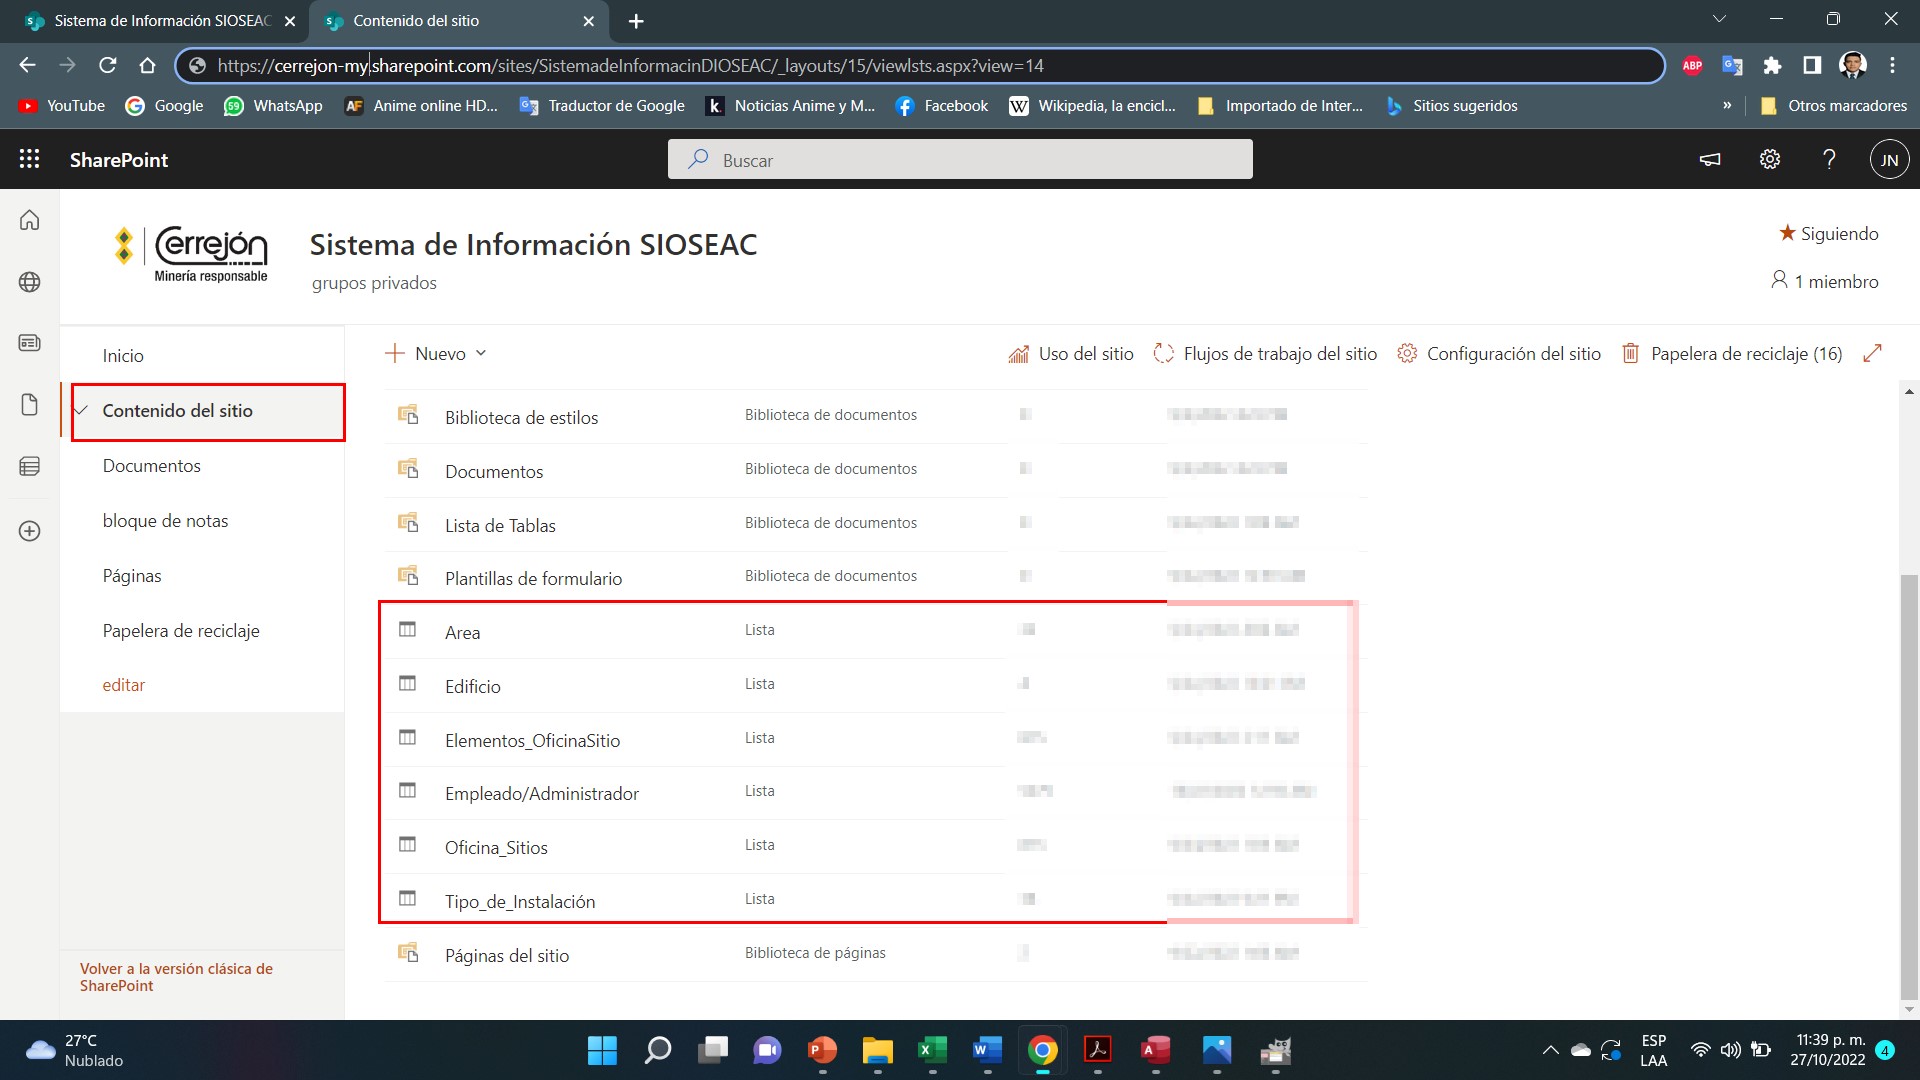 Sistema de Información SIOSEAC
Contenido del sitio
https://cerrejon-my.sharepoint.com/sites/SistemadeInformacinDIOSEAC/_layouts/15/viewlsts.aspx?view=14
ABP
YouTube
Google
59
WhatsApp
AF
Anime online HD...
Traductor de Google
k.
Noticias Anime y M...
Facebook
W
Wikipedia, la encicl...
Importado de Inter...
Sitios sugeridos
»
Otros marcadores
SharePoint
Buscar
?
JN
Cerrejón
Minería responsable
Sistema de Información SIOSEAC
grupos privados
Siguiendo
1 miembro
Inicio
Contenido del sitio
Documentos
bloque de notas
Páginas
Papelera de reciclaje
editar
Volver a la versión clásica de
SharePoint
Nuevo
Uso del sitio
Flujos de trabajo del sitio
Configuración del sitio
Papelera de reciclaje (16)
Biblioteca de estilos Biblioteca de documentos
Documentos Biblioteca de documentos
Lista de Tablas Biblioteca de documentos
Plantillas de formulario Biblioteca de documentos
Area Lista
Edificio Lista
Elementos_OficinaSitio Lista
Empleado/Administrador Lista
Oficina_Sitios Lista
Tipo_de_Instalación Lista
Páginas del sitio Biblioteca de páginas
27°C
Nublado
ESP
LAA
11:39 p. m.
27/10/2022
4